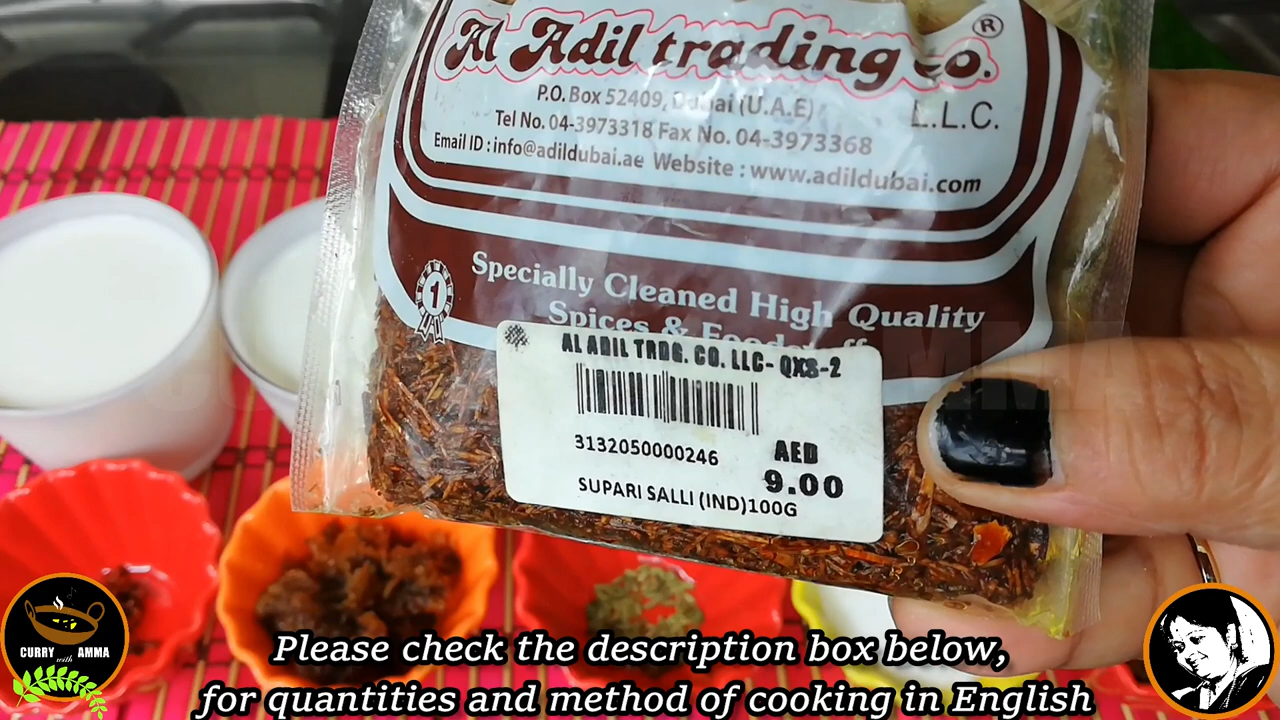 Al Adil trading co.®
L.L.C.
P.O. Box 52409, Dubai (U.A.E)
Tel No. 04-3973318 Fax No. 04-3973368
Email ID : info@adildubai.ae Website : www.adildubai.com
1
Specially Cleaned High Quality
Spices &
AL ADIL TRDG. CO. LLC- QXS-2
3132050000246
AED
9.00
SUPARI SALLI (IND)100G
CURRY with AMMA
Please check the description box below,
for quantities and method of cooking in English